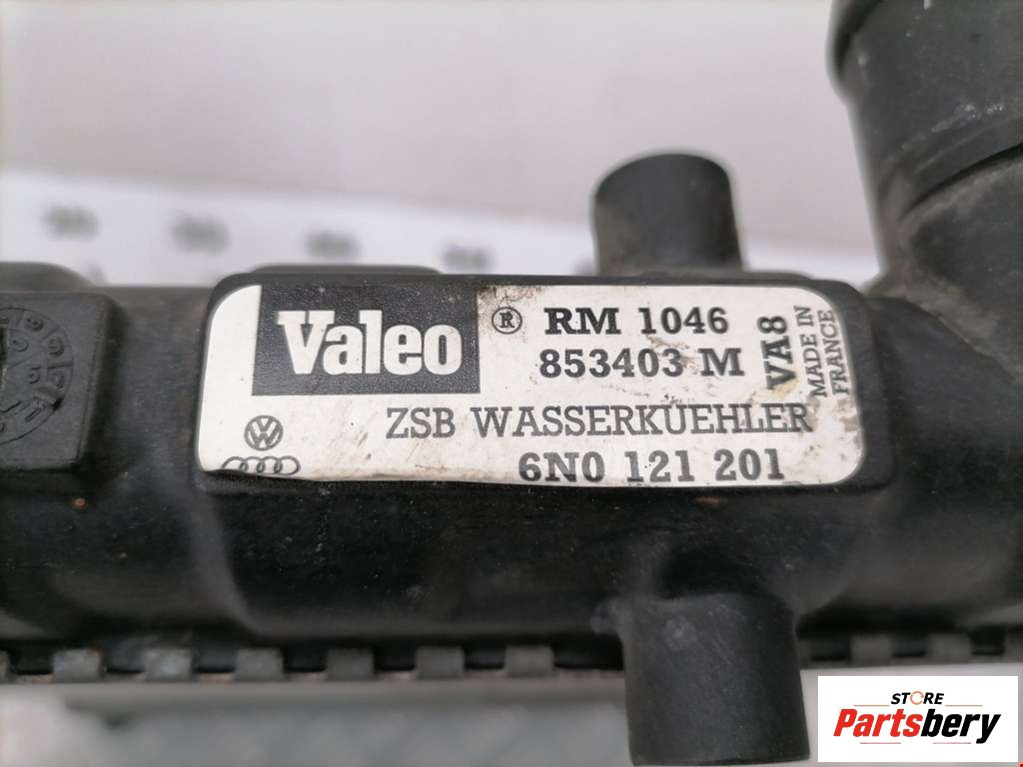 Valeo ® RM 1046
853403 M
VA8
MADE IN
FRANCE
ZSB WASSERKUEHLER
6N0 121 201
STORE
Partsbery